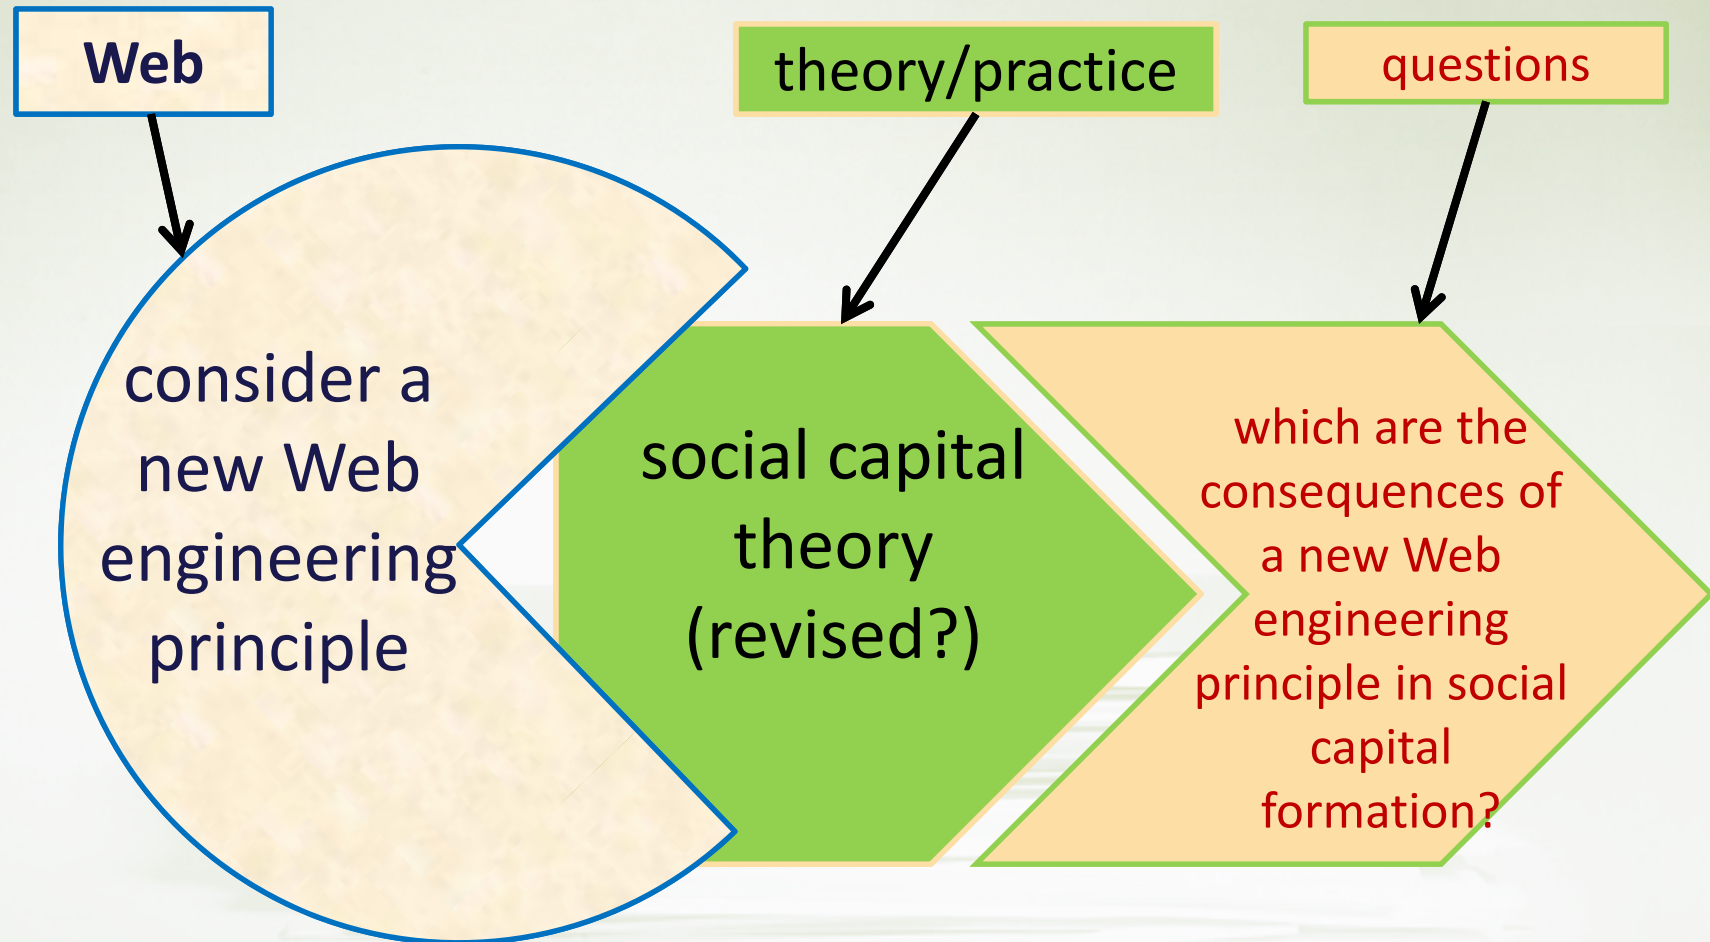 Web
theory/practice
questions
consider a
new Web
engineering
principle
social capital
theory
(revised?)
which are the
consequences of
a new Web
engineering
principle in social
capital
formation?